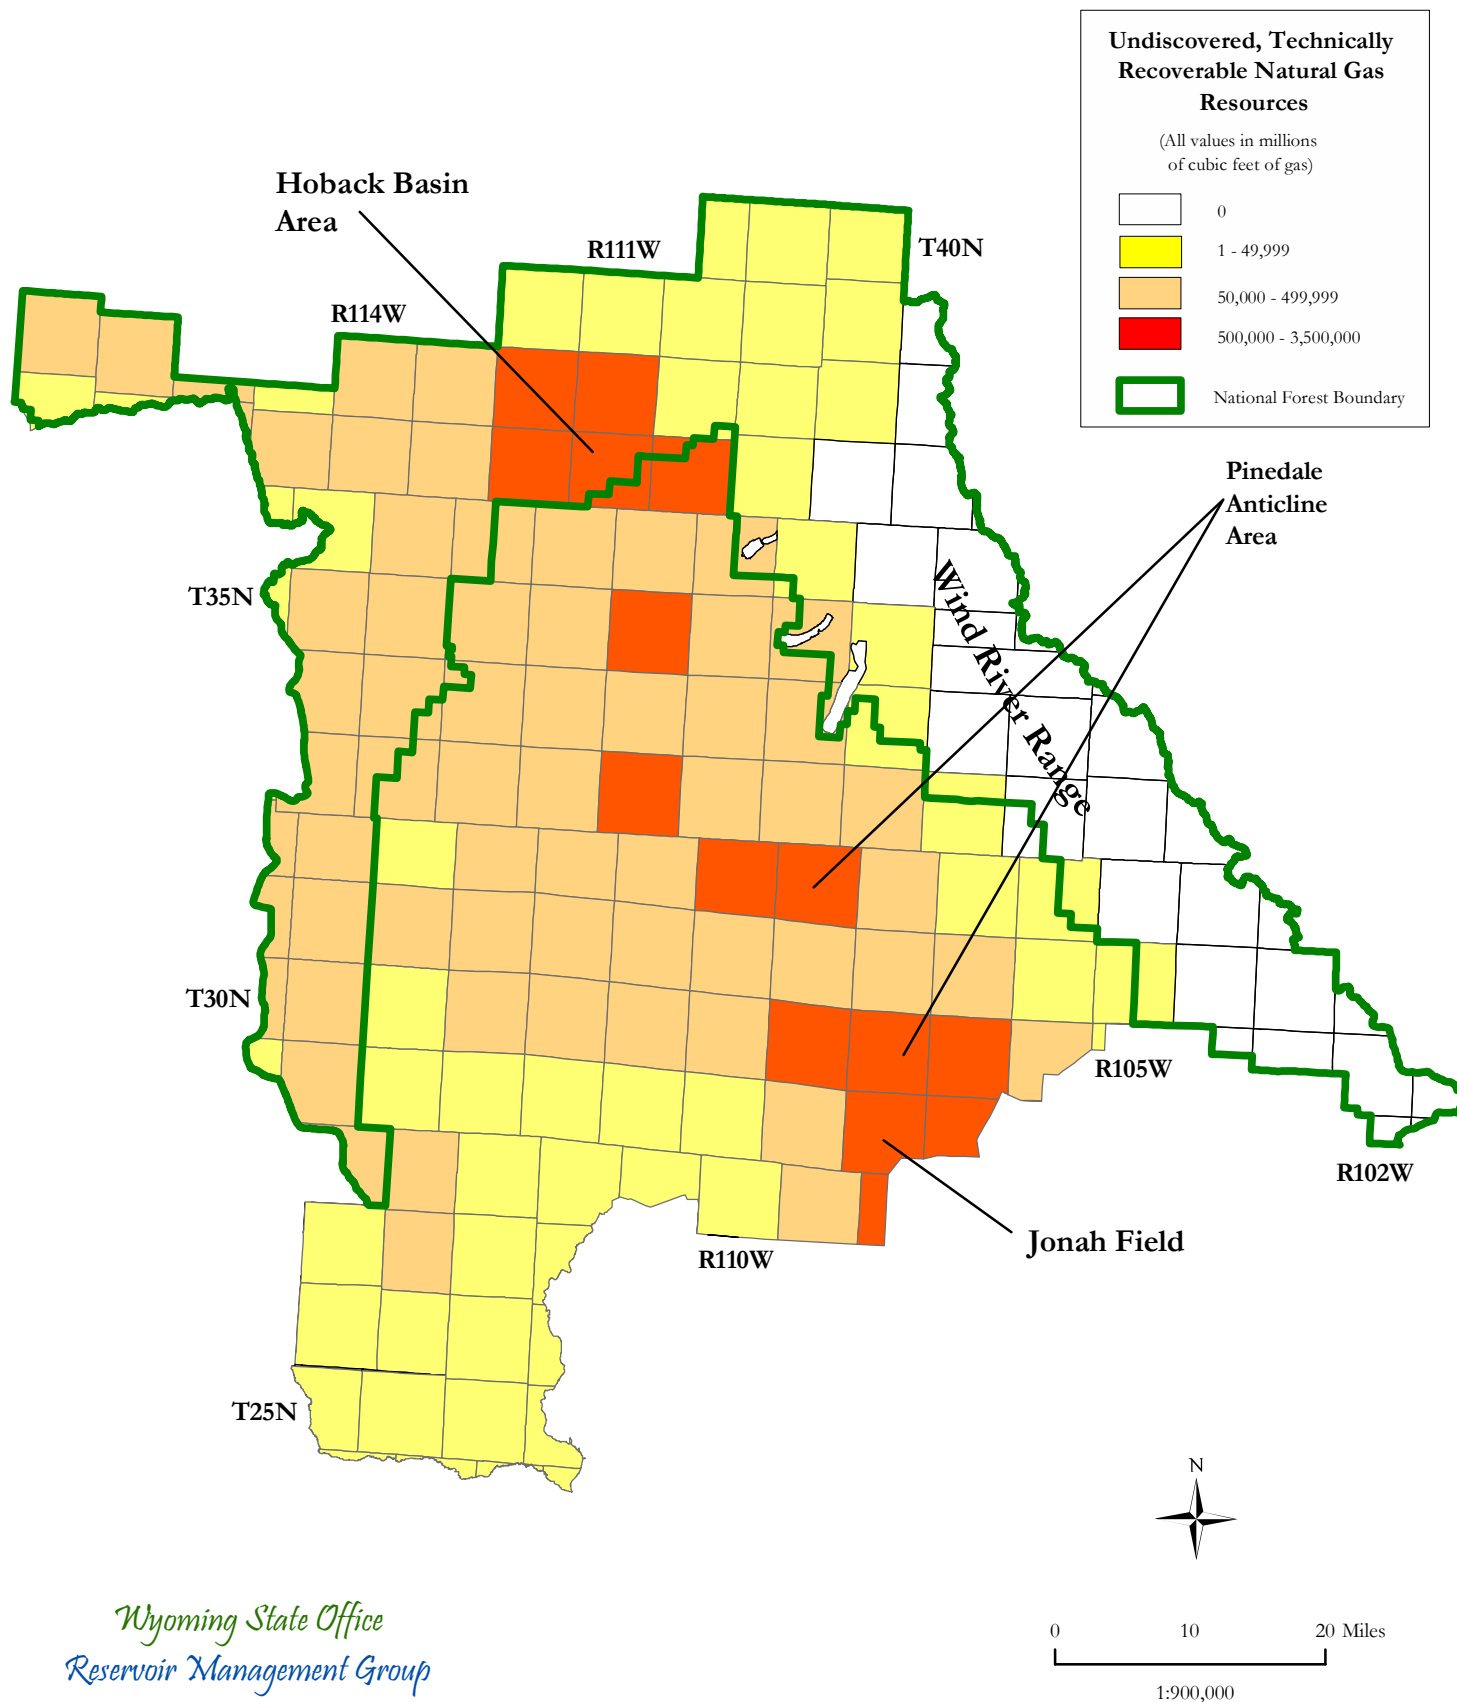 Undiscovered, Technically
Recoverable Natural Gas
Resources
(All values in millions
of cubic feet of gas)
0
1 - 49,999
50,000 - 499,999
500,000 - 3,500,000
National Forest Boundary
Hoback Basin
Area
R111W
T40N
R114W
Pinedale
Anticline
Area
Wind River Range
T35N
T30N
R105W
R102W
Jonah Field
R110W
T25N
N
Wyoming State Office
Reservoir Management Group
0 10 20 Miles
1:900,000